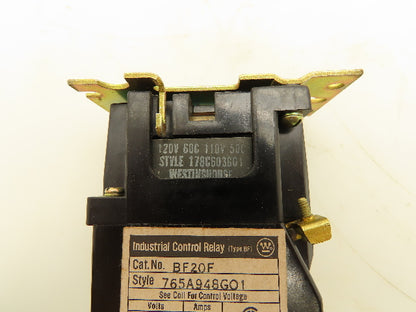 120V 60C 110V 50C
STYLE 178C603G01
WESTINGHOUSE
Industrial Control Relay (Type BF)
W
Cat. No. BF20F
Style 765A948G01
See Coil For Control Voltage
Volts Amps